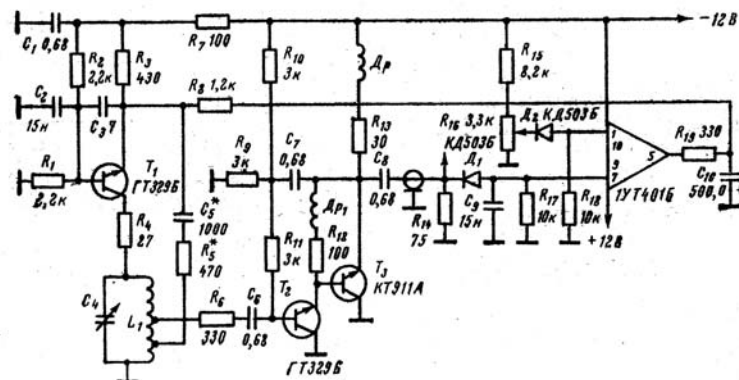 C1 0,68
R2
2,2к
R3
430
R7 100
R10
3к
Др
R15
8,2к
−12В
C2
15н
C3 7
R8 1,2к
R13
30
R16 3,3к
КД503Б
Д2 КД503Б
1
10
9
7
5
R19 330
1УТ401Б
C10
500,0
+
R1
2,2к
T1
ГТ329Б
R9
3к
C7
0,68
C8
0,68
Д1
C9
15н
R17
10к
R18
10к
+12В
R14
75
R4
27
C5*
1000
R5*
470
Др1
R12
100
R11
3к
T3
КТ911А
C4
L1
R6
330
C6
0,68
T2
ГТ329Б